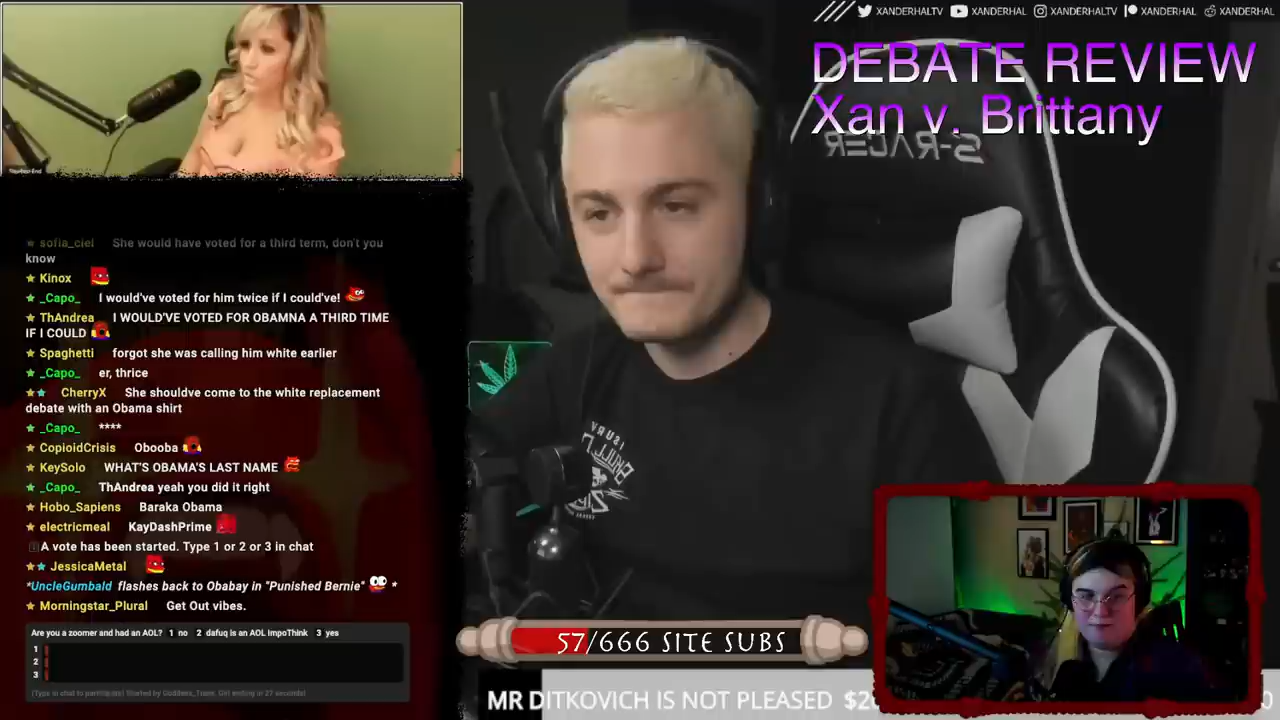 XANDERHALTV XANDERHAL XANDERHALTV XANDERHAL XANDERHAL
DEBATE REVIEW
Xan v. Brittany
S-RACER
sofia_ciel She would have voted for a third term, don't you
know
Kinox
_Capo_ I would've voted for him twice if I could've!
ThAndrea I WOULD'VE VOTED FOR OBAMNA A THIRD TIME
IF I COULD
Spaghetti forgot she was calling him white earlier
_Capo_ er, thrice
CherryX She shouldve come to the white replacement
debate with an Obama shirt
_Capo_ ****
CopioidCrisis Obooba
KeySolo WHAT'S OBAMA'S LAST NAME
_Capo_ ThAndrea yeah you did it right
Hobo_Sapiens Baraka Obama
electricmeal KayDashPrime
A vote has been started. Type 1 or 2 or 3 in chat
JessicaMetal
*UncleGumbald flashes back to Obabay in "Punished Bernie" *
Morningstar_Plural Get Out vibes.
Are you a zoomer and had an AOL? 1 no 2 dafuq is an AOL ImpoThink 3 yes
1
2
3
57/666 SITE SUBS
MR DITKOVICH IS NOT PLEASED